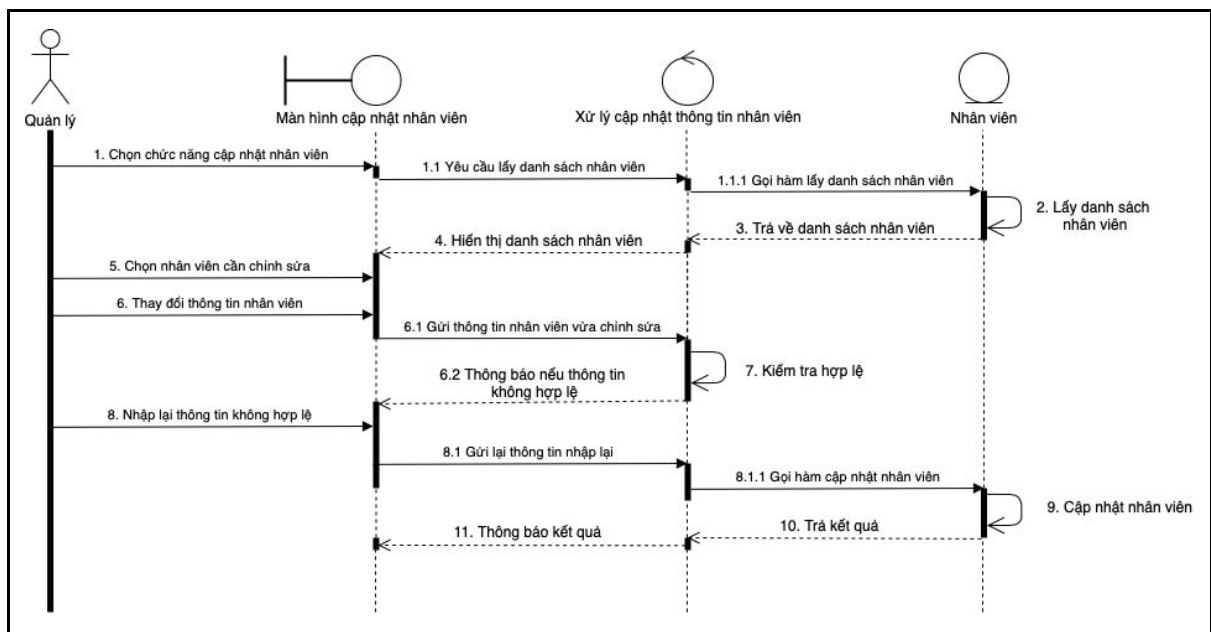 Quản lý
Màn hình cập nhật nhân viên
Xử lý cập nhật thông tin nhân viên
Nhân viên
1. Chọn chức năng cập nhật nhân viên
1.1 Yêu cầu lấy danh sách nhân viên
1.1.1 Gọi hàm lấy danh sách nhân viên
2. Lấy danh sách
nhân viên
3. Trả về danh sách nhân viên
4. Hiển thị danh sách nhân viên
5. Chọn nhân viên cần chỉnh sửa
6. Thay đổi thông tin nhân viên
6.1 Gửi thông tin nhân viên vừa chỉnh sửa
7. Kiểm tra hợp lệ
6.2 Thông báo nếu thông tin
không hợp lệ
8. Nhập lại thông tin không hợp lệ
8.1 Gửi lại thông tin nhập lại
8.1.1 Gọi hàm cập nhật nhân viên
9. Cập nhật nhân viên
10. Trả kết quả
11. Thông báo kết quả